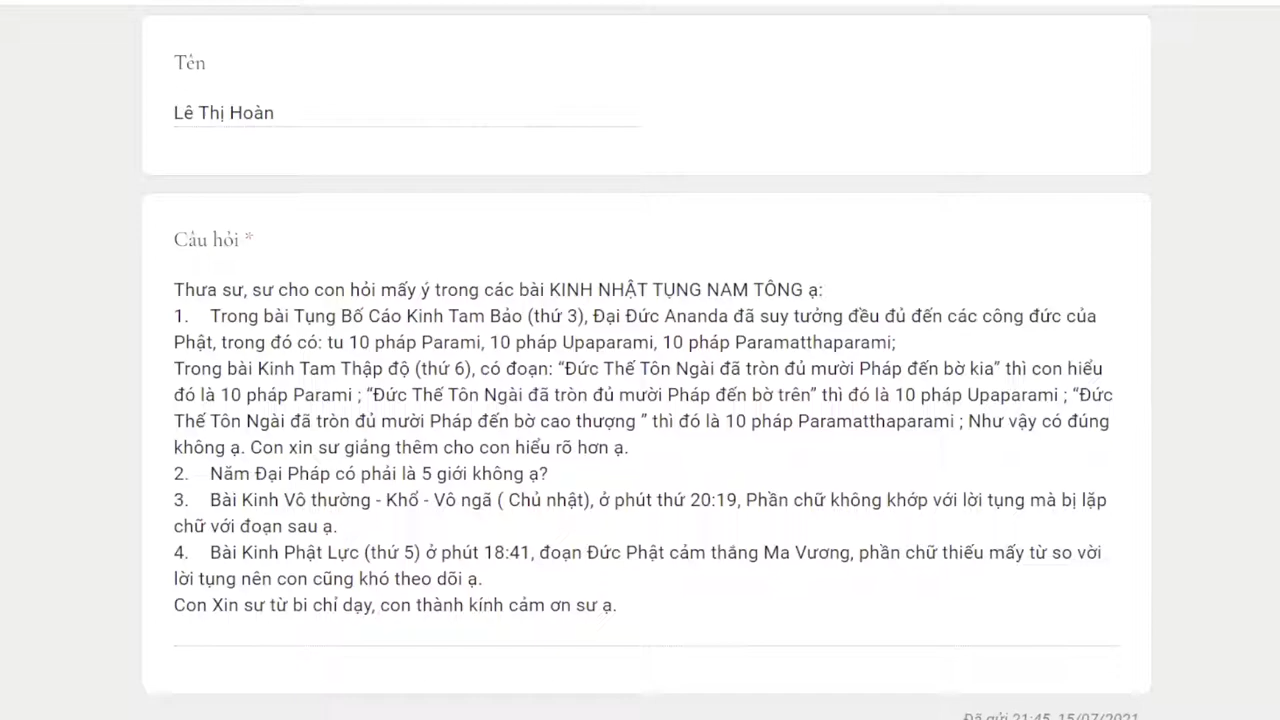 Tên
Lê Thị Hoàn
Câu hỏi *
Thưa sư, sư cho con hỏi mấy ý trong các bài KINH NHẬT TỤNG NAM TÔNG ạ:
1. Trong bài Tụng Bố Cáo Kinh Tam Bảo (thứ 3), Đại Đức Ananda đã suy tưởng đều đủ đến các công đức của
Phật, trong đó có: tu 10 pháp Parami, 10 pháp Upaparami, 10 pháp Paramatthaparami;
Trong bài Kinh Tam Thập độ (thứ 6), có đoạn: “Đức Thế Tôn Ngài đã tròn đủ mười Pháp đến bờ kia” thì con hiểu
đó là 10 pháp Parami ; “Đức Thế Tôn Ngài đã tròn đủ mười Pháp đến bờ trên” thì đó là 10 pháp Upaparami ; “Đức
Thế Tôn Ngài đã tròn đủ mười Pháp đến bờ cao thượng ” thì đó là 10 pháp Paramatthaparami ; Như vậy có đúng
không ạ. Con xin sư giảng thêm cho con hiểu rõ hơn ạ.
2. Năm Đại Pháp có phải là 5 giới không ạ?
3. Bài Kinh Vô thường - Khổ - Vô ngã ( Chủ nhật), ở phút thứ 20:19, Phần chữ không khớp với lời tụng mà bị lặp
chữ với đoạn sau ạ.
4. Bài Kinh Phật Lực (thứ 5) ở phút 18:41, đoạn Đức Phật cảm thắng Ma Vương, phần chữ thiếu mấy từ so vời
lời tụng nên con cũng khó theo dõi ạ.
Con Xin sư từ bi chỉ dạy, con thành kính cảm ơn sư ạ.
Đã gửi 21:45, 15/07/2021